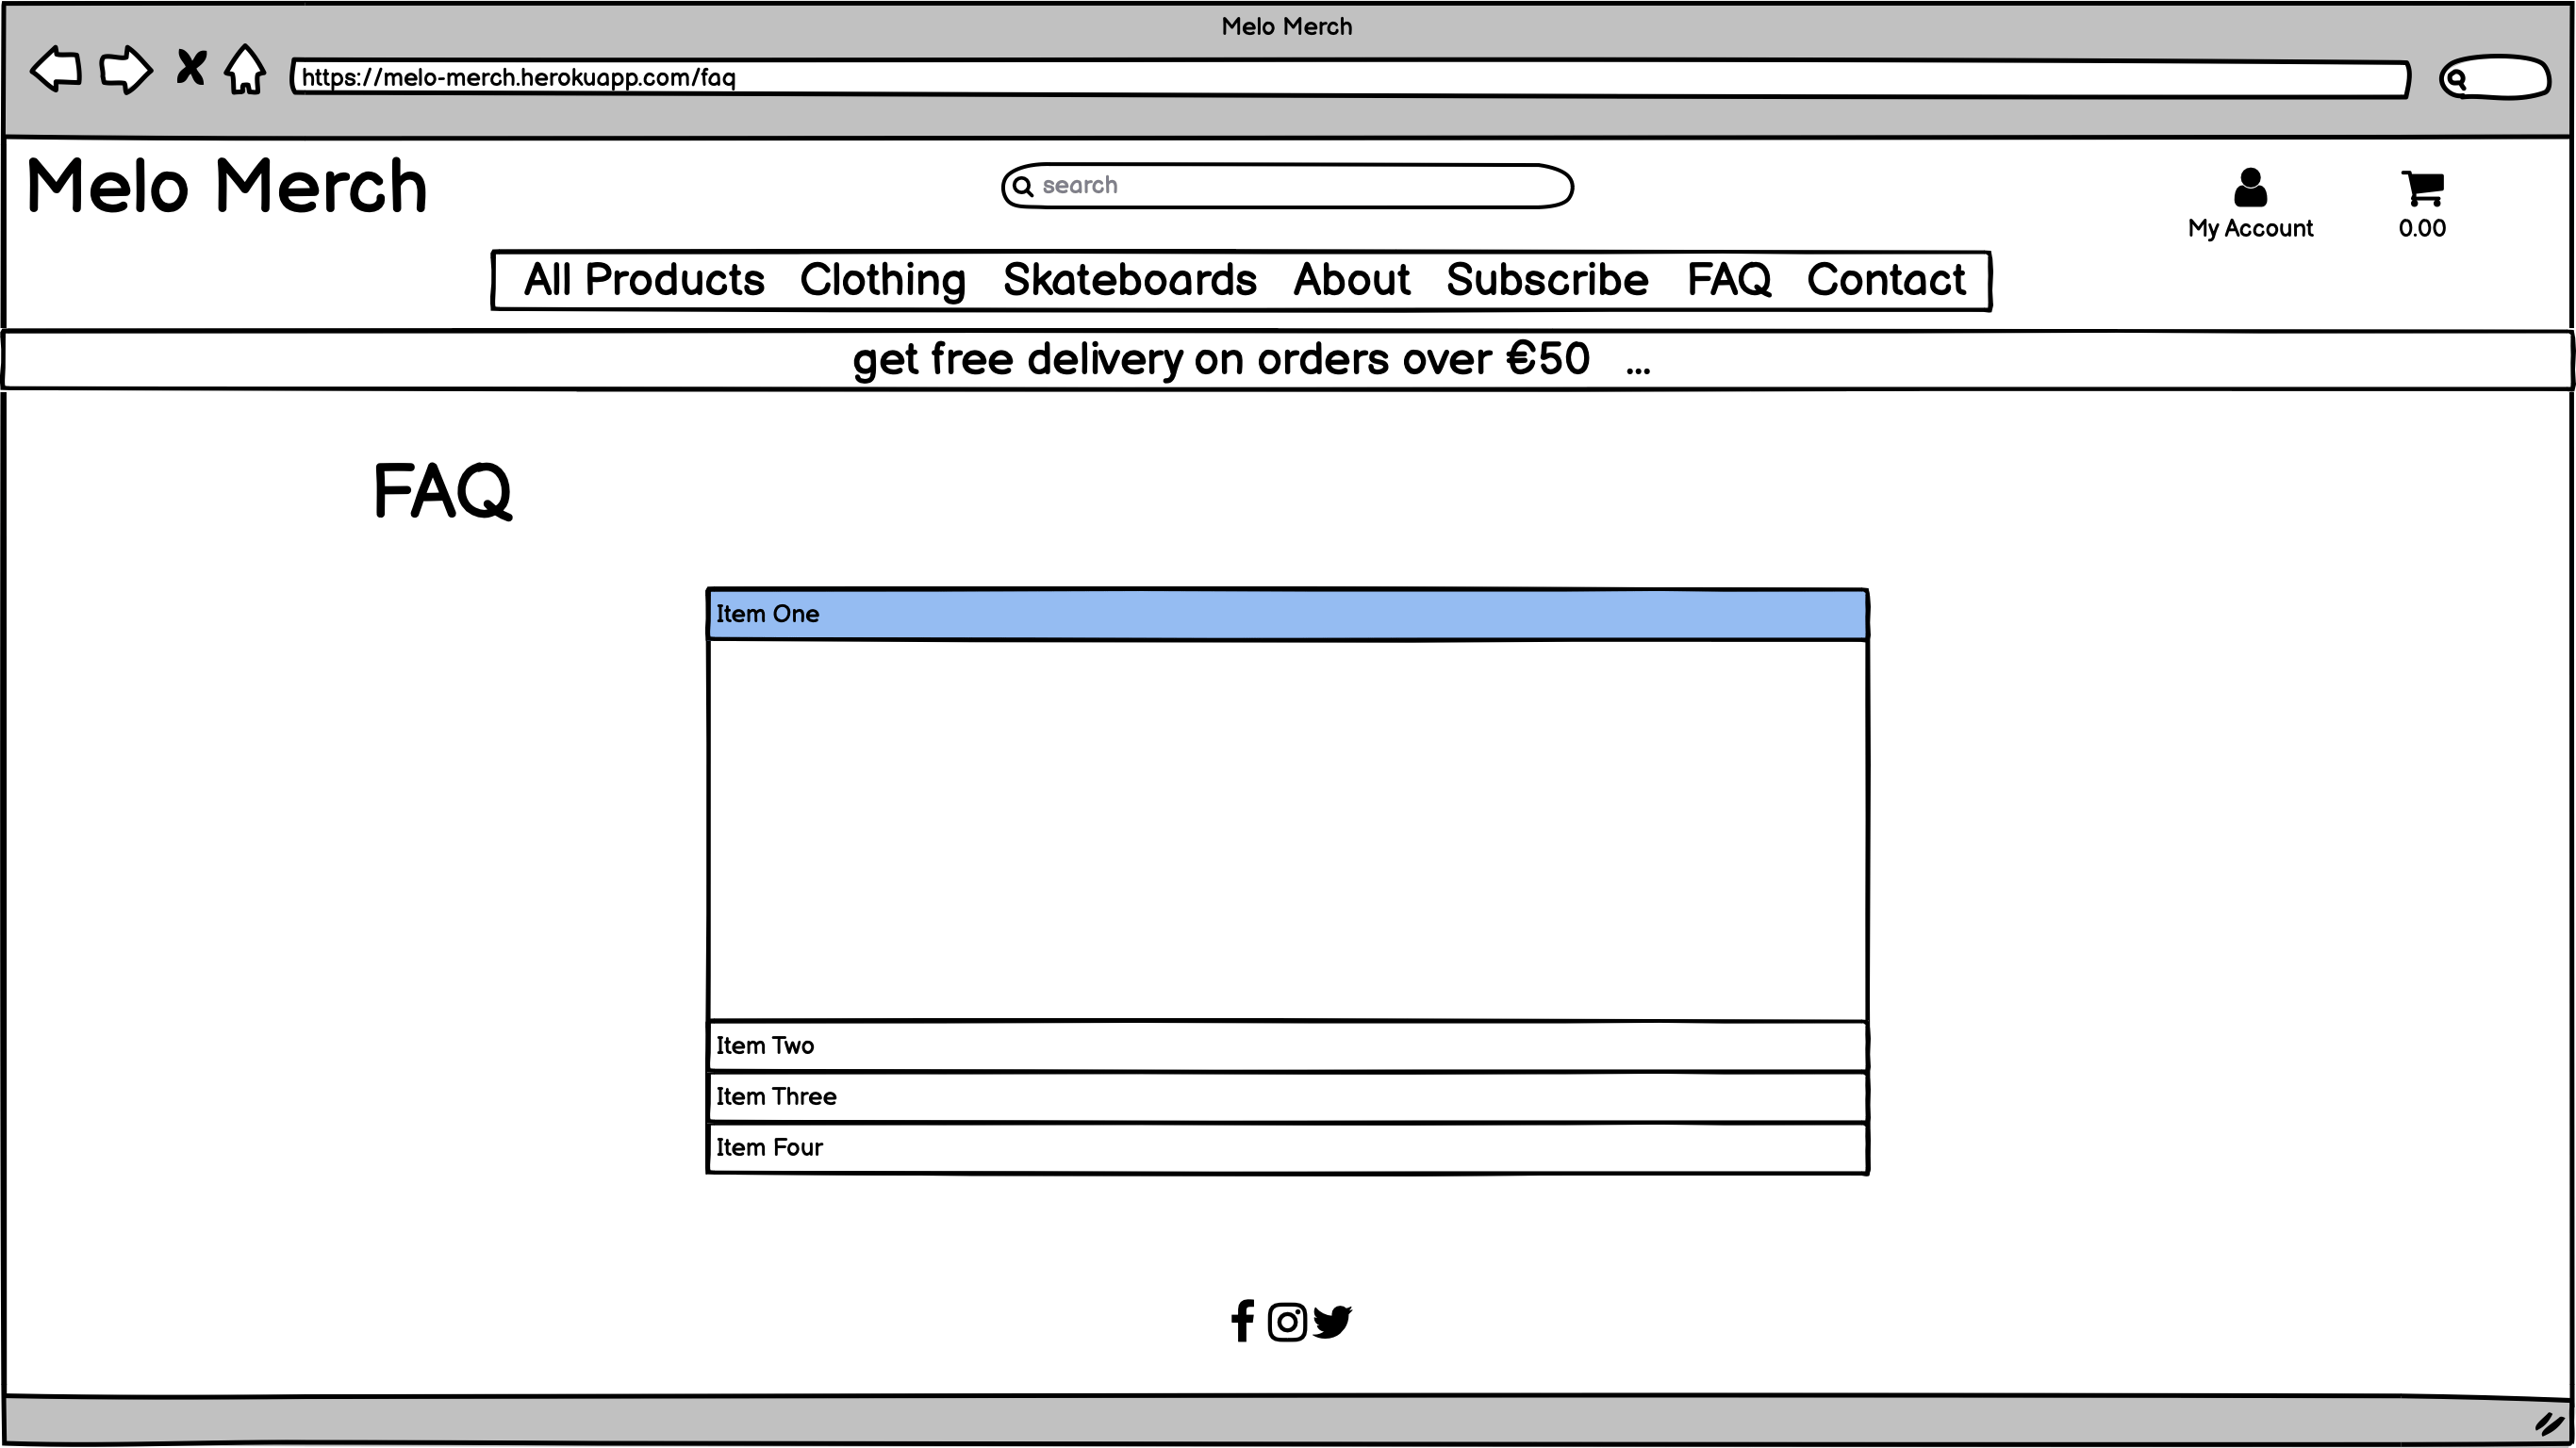 Melo Merch
https://melo-merch.herokuapp.com/faq
Melo Merch
search
My Account
0.00
All Products Clothing Skateboards About Subscribe FAQ Contact
get free delivery on orders over €50 ...
FAQ
Item One
Item Two
Item Three
Item Four